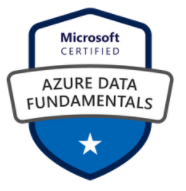 Microsoft
CERTIFIED
AZURE DATA
FUNDAMENTALS